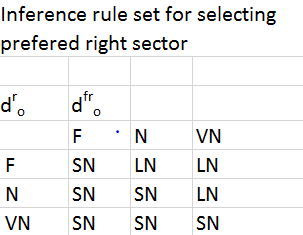 Inference rule set for selecting
prefered right sector
dʳₒ dᶠʳₒ
F N VN
F SN LN LN
N SN SN LN
VN SN SN SN